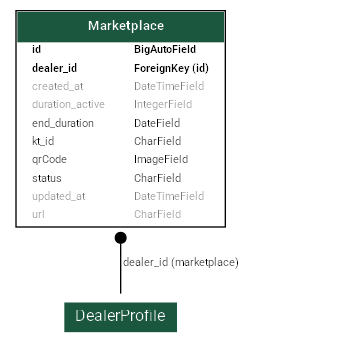 Marketplace
id BigAutoField
dealer_id ForeignKey (id)
created_at DateTimeField
duration_active IntegerField
end_duration DateField
kt_id CharField
qrCode ImageField
status CharField
updated_at DateTimeField
url CharField
dealer_id (marketplace)
DealerProfile